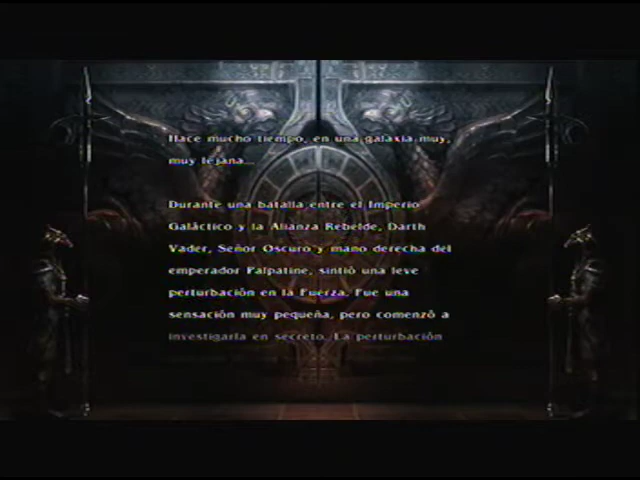 Hace mucho tiempo, en una galaxia muy,
muy lejana...
Durante una batalla entre el Imperio
Galáctico y la Alianza Rebelde, Darth
Vader, Señor Oscuro y mano derecha del
emperador Palpatine, sintió una leve
perturbación en la Fuerza. Fue una
sensación muy pequeña, pero comenzó a
investigarla en secreto. La perturbación